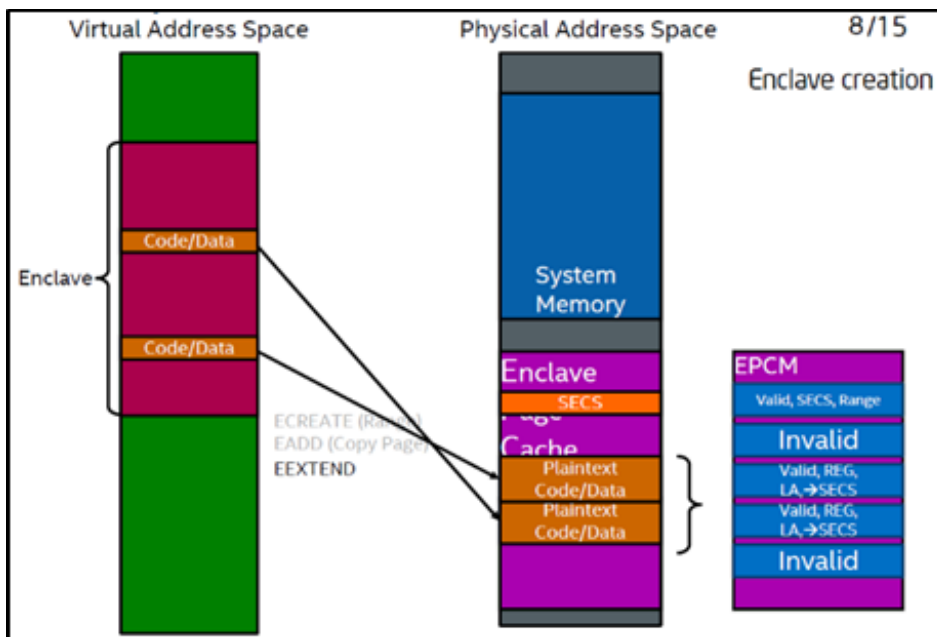 Virtual Address Space
Physical Address Space
8/15
Enclave creation
Code/Data
Enclave
Code/Data
ECREATE (Range)
EADD (Copy Page)
EEXTEND
System
Memory
Enclave
SECS
Page
Cache
Plaintext
Code/Data
Plaintext
Code/Data
EPCM
Valid, SECS, Range
Invalid
Valid, REG,
LA,→SECS
Valid, REG,
LA,→SECS
Invalid